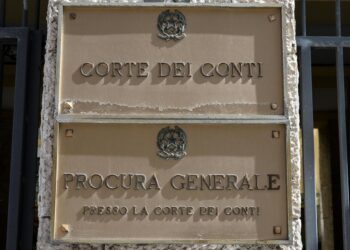 CORTE DEI CONTI
PROCURA GENERALE
PRESSO LA CORTE DEI CONTI